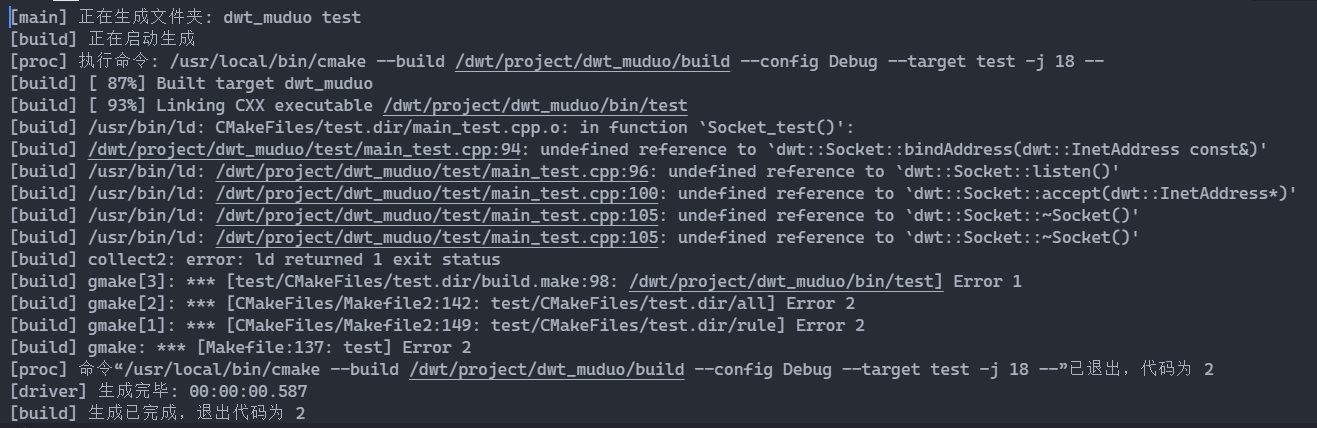 [main] 正在生成文件夹: dwt_muduo test
[build] 正在启动生成
[proc] 执行命令: /usr/local/bin/cmake --build /dwt/project/dwt_muduo/build --config Debug --target test -j 18 --
[build] [ 87%] Built target dwt_muduo
[build] [ 93%] Linking CXX executable /dwt/project/dwt_muduo/bin/test
[build] /usr/bin/ld: CMakeFiles/test.dir/main_test.cpp.o: in function `Socket_test()':
[build] /dwt/project/dwt_muduo/test/main_test.cpp:94: undefined reference to `dwt::Socket::bindAddress(dwt::InetAddress const&)'
[build] /usr/bin/ld: /dwt/project/dwt_muduo/test/main_test.cpp:96: undefined reference to `dwt::Socket::listen()'
[build] /usr/bin/ld: /dwt/project/dwt_muduo/test/main_test.cpp:100: undefined reference to `dwt::Socket::accept(dwt::InetAddress*)'
[build] /usr/bin/ld: /dwt/project/dwt_muduo/test/main_test.cpp:105: undefined reference to `dwt::Socket::~Socket()'
[build] /usr/bin/ld: /dwt/project/dwt_muduo/test/main_test.cpp:105: undefined reference to `dwt::Socket::~Socket()'
[build] collect2: error: ld returned 1 exit status
[build] gmake[3]: *** [test/CMakeFiles/test.dir/build.make:98: /dwt/project/dwt_muduo/bin/test] Error 1
[build] gmake[2]: *** [CMakeFiles/Makefile2:142: test/CMakeFiles/test.dir/all] Error 2
[build] gmake[1]: *** [CMakeFiles/Makefile2:149: test/CMakeFiles/test.dir/rule] Error 2
[build] gmake: *** [Makefile:137: test] Error 2
[proc] 命令“/usr/local/bin/cmake --build /dwt/project/dwt_muduo/build --config Debug --target test -j 18 --”已退出，代码为 2
[driver] 生成完毕: 00:00:00.587
[build] 生成已完成，退出代码为 2